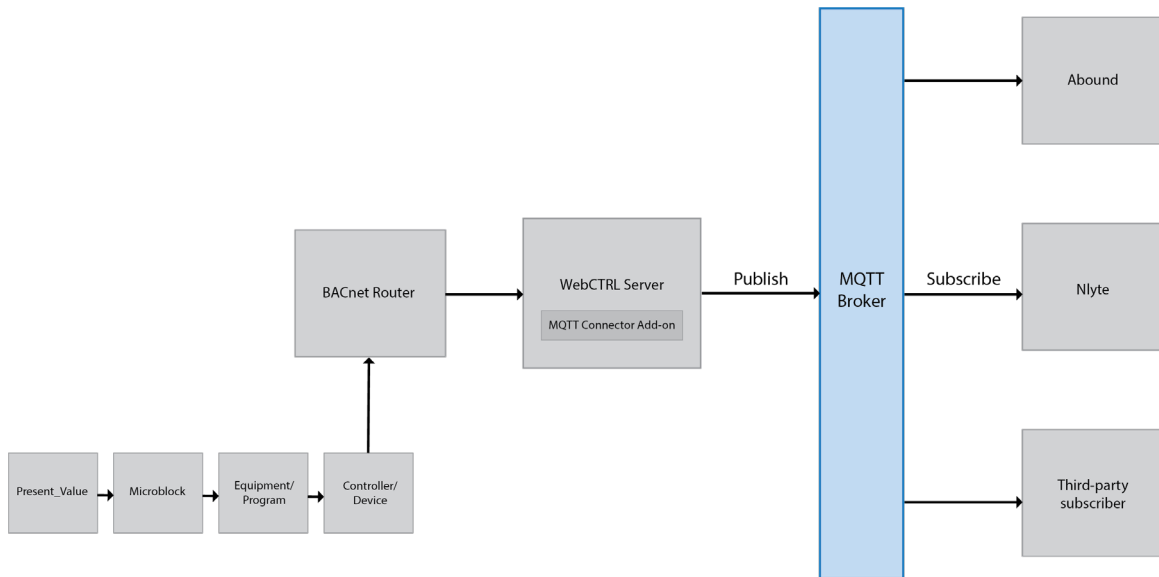 Abound
BACnet Router
WebCTRL Server
MQTT Connector Add-on
Publish
MQTT
Broker
Subscribe
Nlyte
Present_Value
Microblock
Equipment/
Program
Controller/
Device
Third-party
subscriber